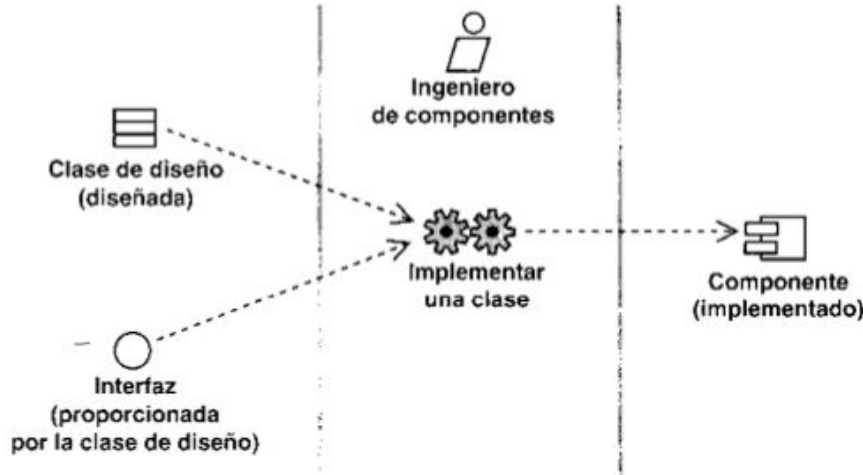 Ingeniero
de componentes
Clase de diseño
(diseñada)
Implementar
una clase
Componente
(implementado)
Interfaz
(proporcionada
por la clase de diseño)